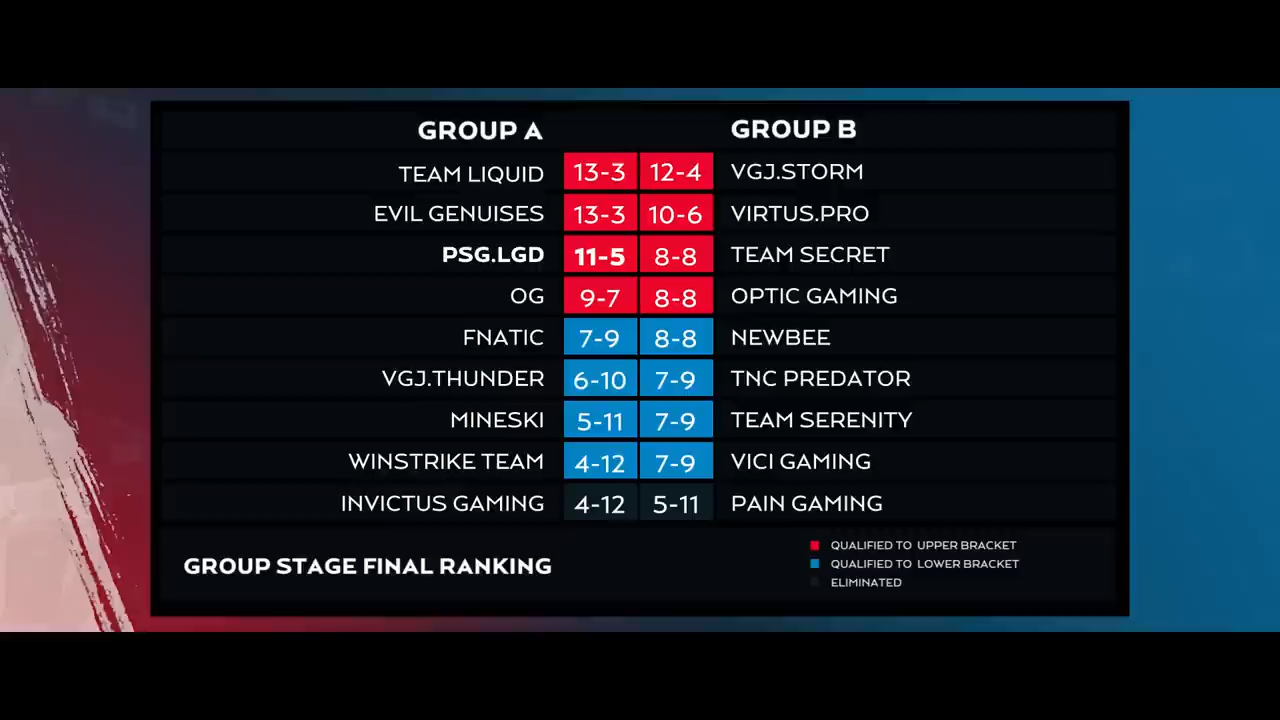 GROUP A GROUP B
TEAM LIQUID 13-3 12-4 VGJ.STORM
EVIL GENUISES 13-3 10-6 VIRTUS.PRO
PSG.LGD 11-5 8-8 TEAM SECRET
OG 9-7 8-8 OPTIC GAMING
FNATIC 7-9 8-8 NEWBEE
VGJ.THUNDER 6-10 7-9 TNC PREDATOR
MINESKI 5-11 7-9 TEAM SERENITY
WINSTRIKE TEAM 4-12 7-9 VICI GAMING
INVICTUS GAMING 4-12 5-11 PAIN GAMING
GROUP STAGE FINAL RANKING
QUALIFIED TO UPPER BRACKET
QUALIFIED TO LOWER BRACKET
ELIMINATED